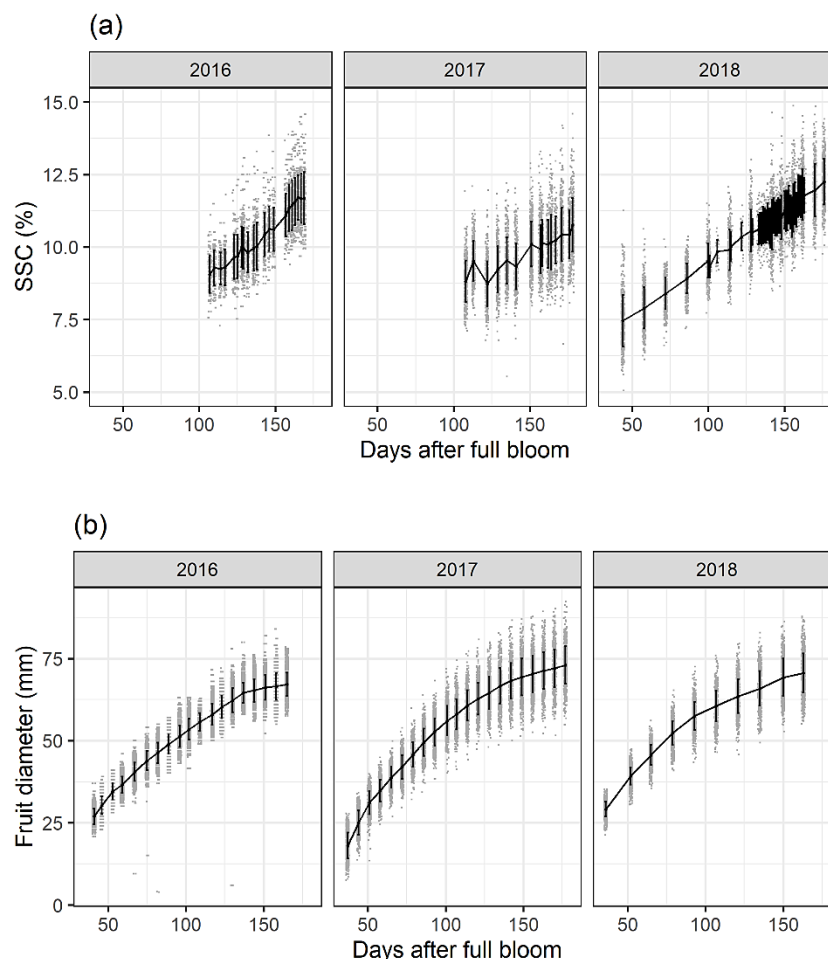 (a)
2016 2017 2018
15.0
12.5
10.0
7.5
5.0
SSC (%)
50 100 150 50 100 150 50 100 150
Days after full bloom
(b)
2016 2017 2018
75
50
25
0
Fruit diameter (mm)
50 100 150 50 100 150 50 100 150
Days after full bloom